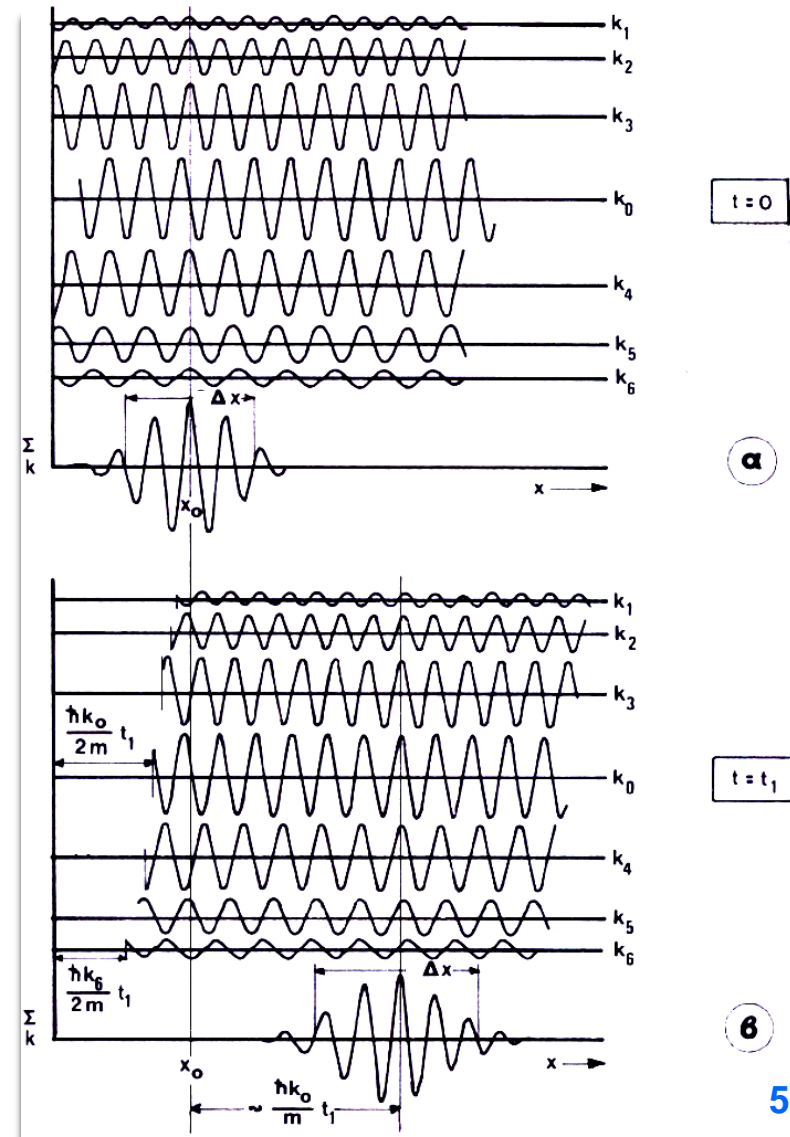 k₁
k₂
k₃
k₀
t = 0
k₄
k₅
k₆
Δx
Σ
k
x₀
x
α
k₁
k₂
k₃
ħk₀
2m
t₁
k₀
t = t₁
k₄
k₅
k₆
ħk₆
2m
t₁
Δx
Σ
k
x₀
x
~ ħk₀
m
t₁
β
5